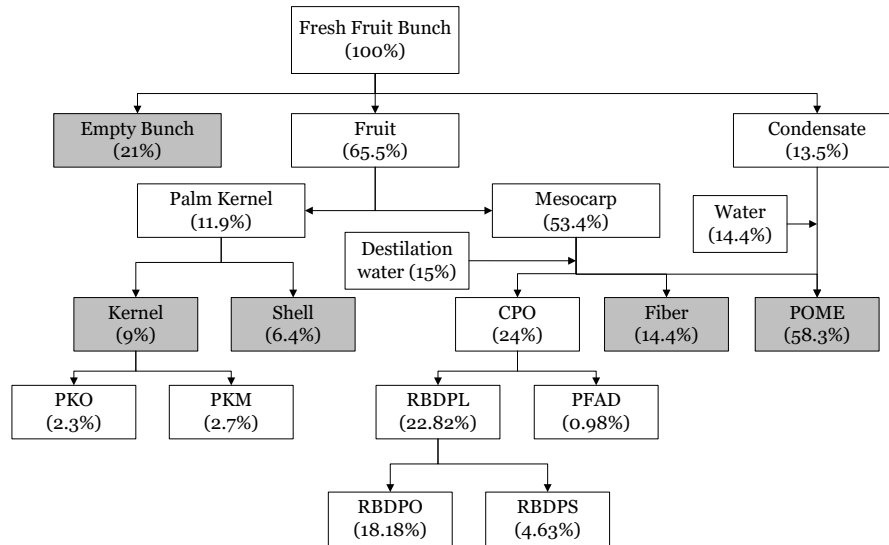 Fresh Fruit Bunch
(100%)
Empty Bunch
(21%)
Fruit
(65.5%)
Condensate
(13.5%)
Palm Kernel
(11.9%)
Mesocarp
(53.4%)
Water
(14.4%)
Destilation
water (15%)
Kernel
(9%)
Shell
(6.4%)
CPO
(24%)
Fiber
(14.4%)
POME
(58.3%)
PKO
(2.3%)
PKM
(2.7%)
RBDPL
(22.82%)
PFAD
(0.98%)
RBDPO
(18.18%)
RBDPS
(4.63%)